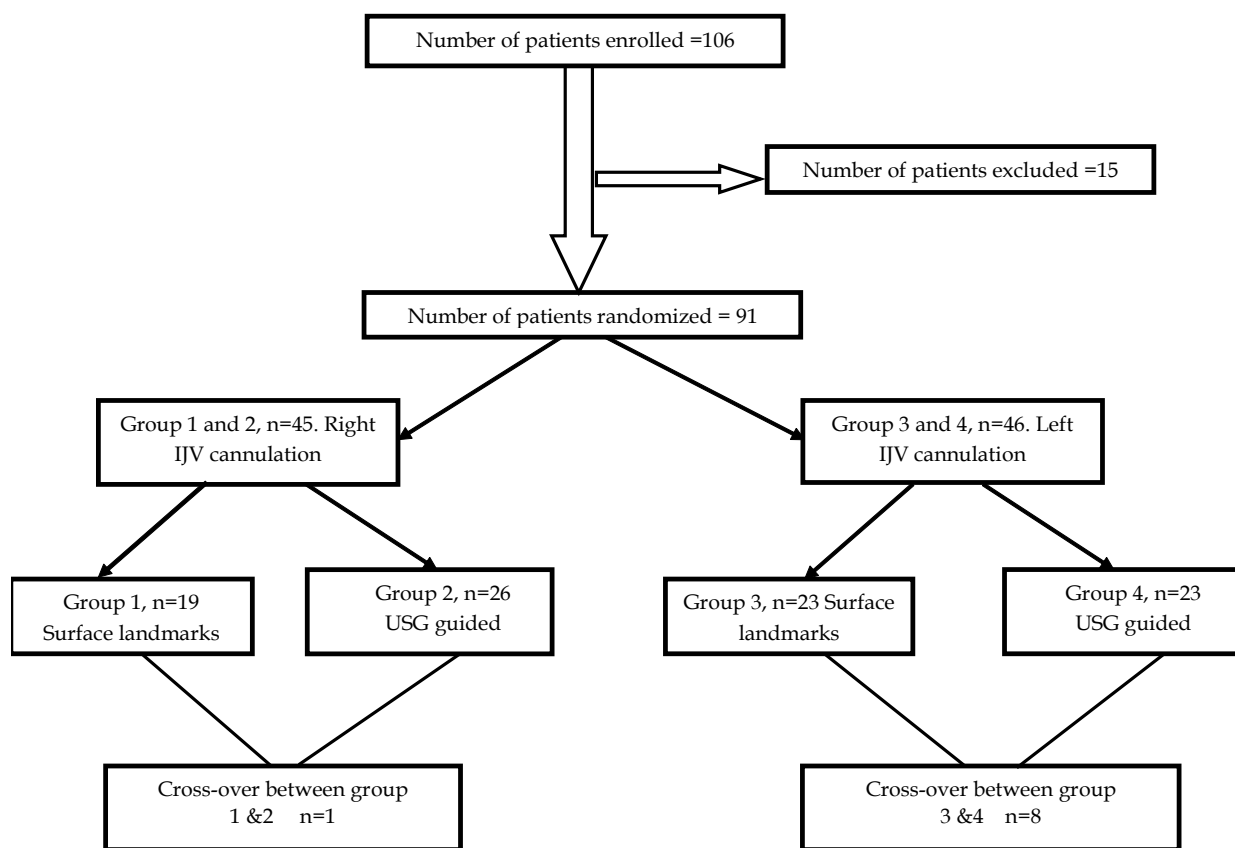 Number of patients enrolled =106
Number of patients excluded =15
Number of patients randomized = 91
Group 1 and 2, n=45. Right
IJV cannulation
Group 3 and 4, n=46. Left
IJV cannulation
Group 1, n=19
Surface landmarks
Group 2, n=26
USG guided
Group 3, n=23 Surface
landmarks
Group 4, n=23
USG guided
Cross-over between group
1 &2 n=1
Cross-over between group
3 &4 n=8